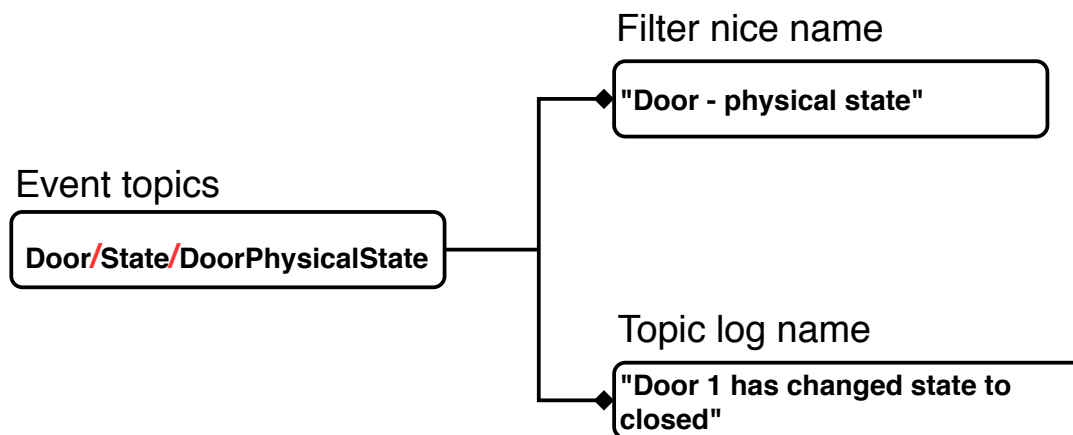 Filter nice name
"Door - physical state"
Event topics
Door/State/DoorPhysicalState
Topic log name
"Door 1 has changed state to
closed"